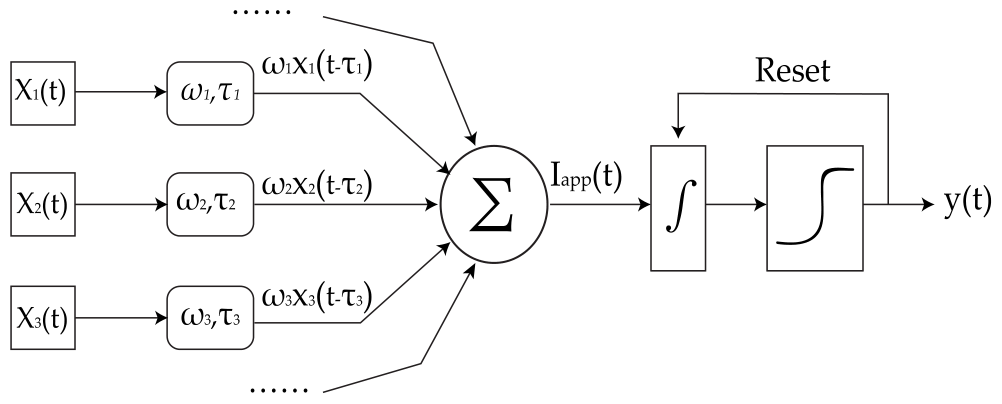 ......
X₁(t)
ω₁,τ₁
ω₁x₁(t-τ₁)
X₂(t)
ω₂,τ₂
ω₂x₂(t-τ₂)
X₃(t)
ω₃,τ₃
ω₃x₃(t-τ₃)
......
Σ
Iapp(t)
Reset
∫
y(t)